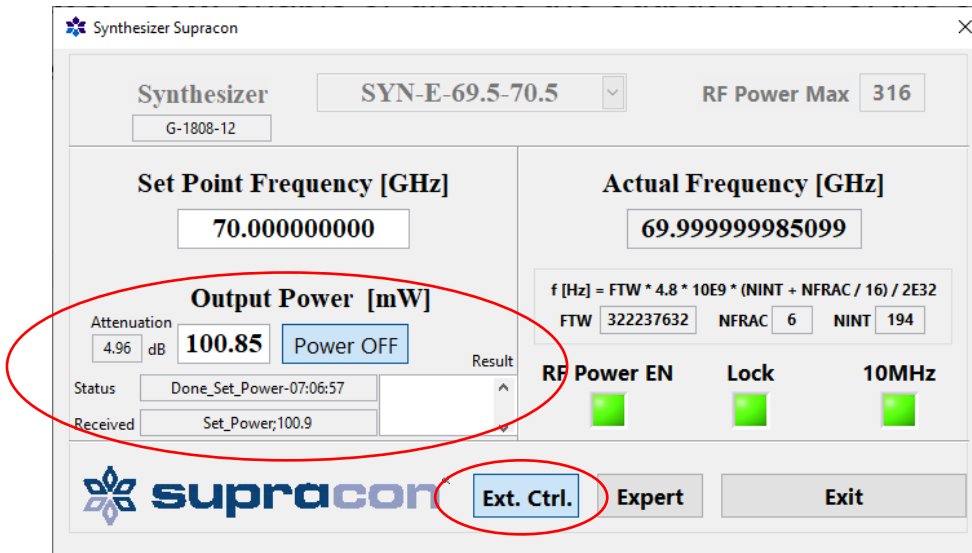 Synthesizer Supracon
Synthesizer
SYN-E-69.5-70.5
RF Power Max
316
G-1808-12
Set Point Frequency [GHz]
70.000000000
Output Power [mW]
Attenuation
4.96
dB
100.85
Power OFF
Result
Status
Done_Set_Power-07:06:57
Received
Set_Power;100.9
Actual Frequency [GHz]
69.999999985099
f [Hz] = FTW * 4.8 * 10E9 * (NINT + NFRAC / 16) / 2E32
FTW
322237632
NFRAC
6
NINT
194
RF Power EN
Lock
10MHz
supracon
Ext. Ctrl.
Expert
Exit